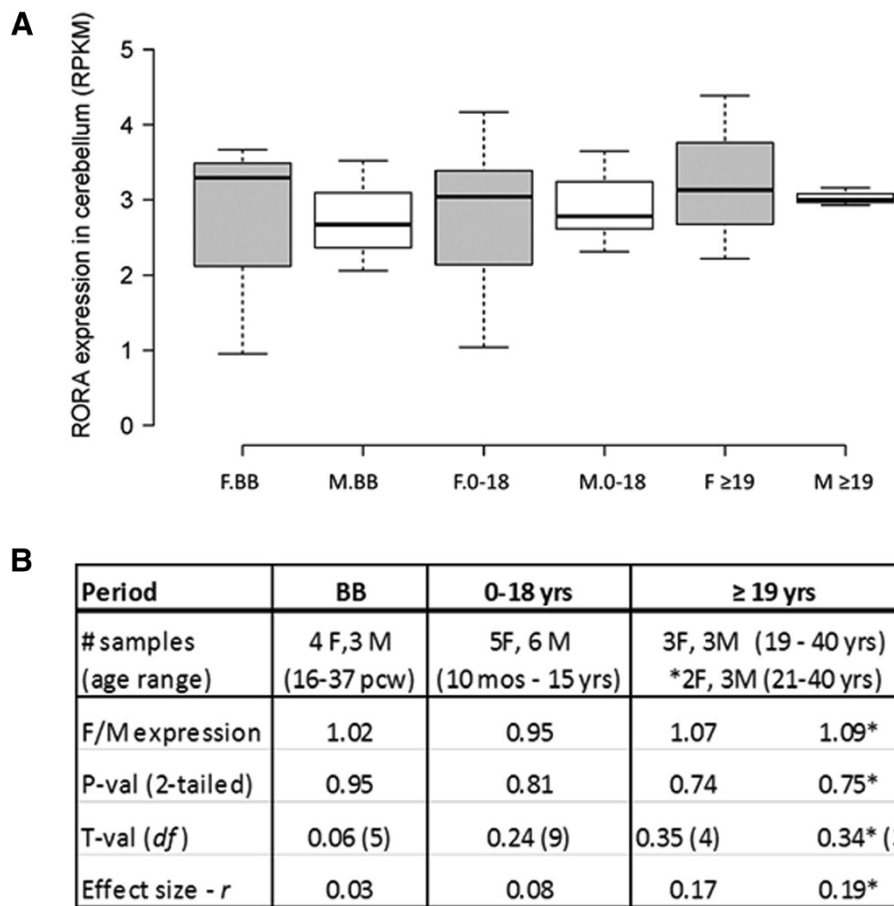 A
RORA expression in cerebellum (RPKM)
5
4
3
2
1
0
F.BB M.BB F.0-18 M.0-18 F ≥19 M ≥19
B
Period BB 0-18 yrs ≥ 19 yrs
# samples 4 F,3 M 5F, 6 M 3F, 3M (19 - 40 yrs)
(age range) (16-37 pcw) (10 mos - 15 yrs) *2F, 3M (21-40 yrs)
F/M expression 1.02 0.95 1.07 1.09*
P-val (2-tailed) 0.95 0.81 0.74 0.75*
T-val (df) 0.06 (5) 0.24 (9) 0.35 (4) 0.34* (
Effect size - r 0.03 0.08 0.17 0.19*